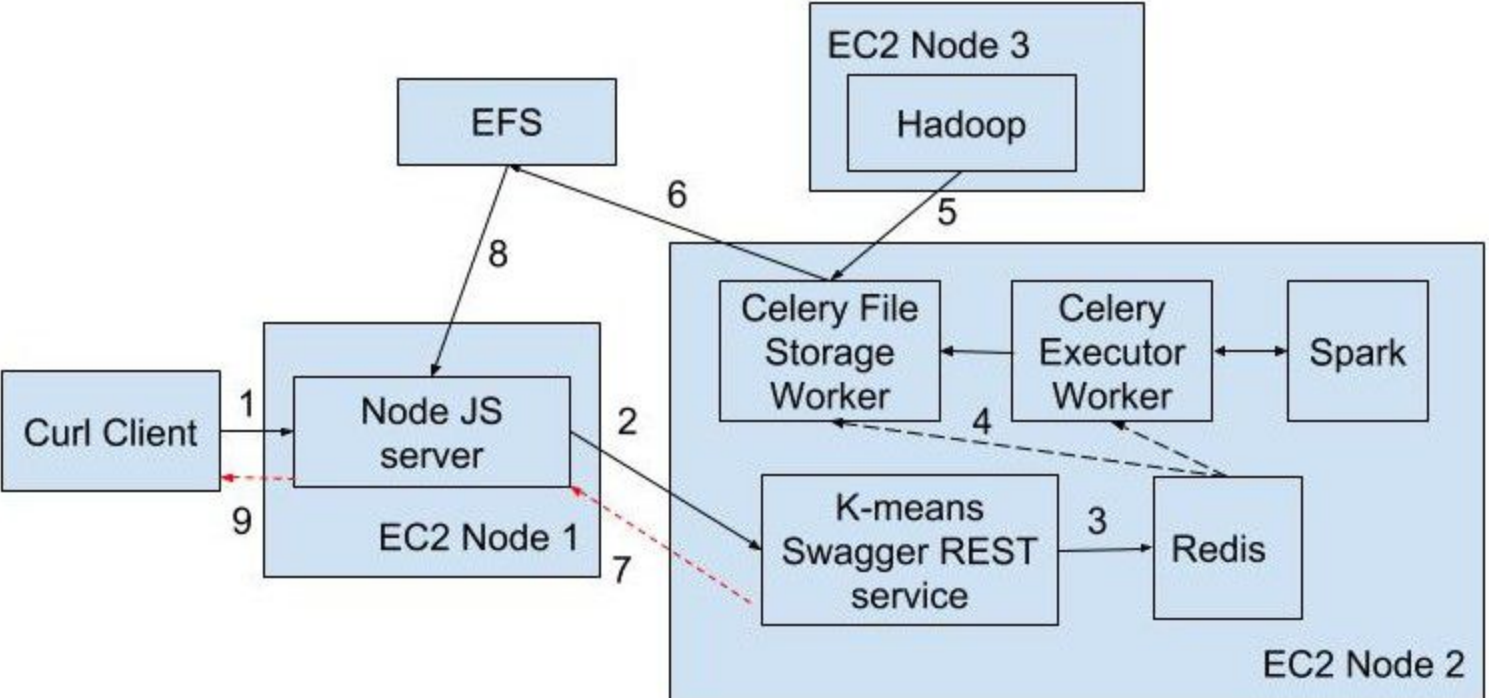 EC2 Node 3
Hadoop
EFS
6
5
8
Celery File
Storage
Worker
Celery
Executor
Worker
Spark
Curl Client
1
Node JS
server
2
4
9
EC2 Node 1
7
K-means
Swagger REST
service
3
Redis
EC2 Node 2